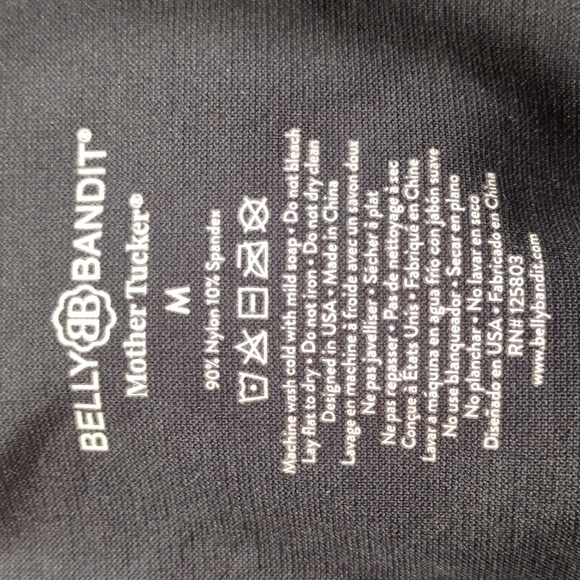 BELLY BB BANDIT®
Mother Tucker®
M
90% Nylon 10% Spandex
Machine wash cold with mild soap • Do not bleach
Lay flat to dry • Do not iron • Do not dry clean
Designed in USA • Made in China
Lavage en machine à froide avec un savon doux
Ne pas javelliser • Sécher à plat
Ne pat repasser • Pas de nettoyage à sec
Conçue à États Unis • Fabriqué en Chine
Lavar a máquina en agua frío con jabón suave
No use blanqueador • Secar en plano
No planchar • No lavar en seco
Diseñado en USA • Fabricado en China
RN# 125803
www.bellybandit.com